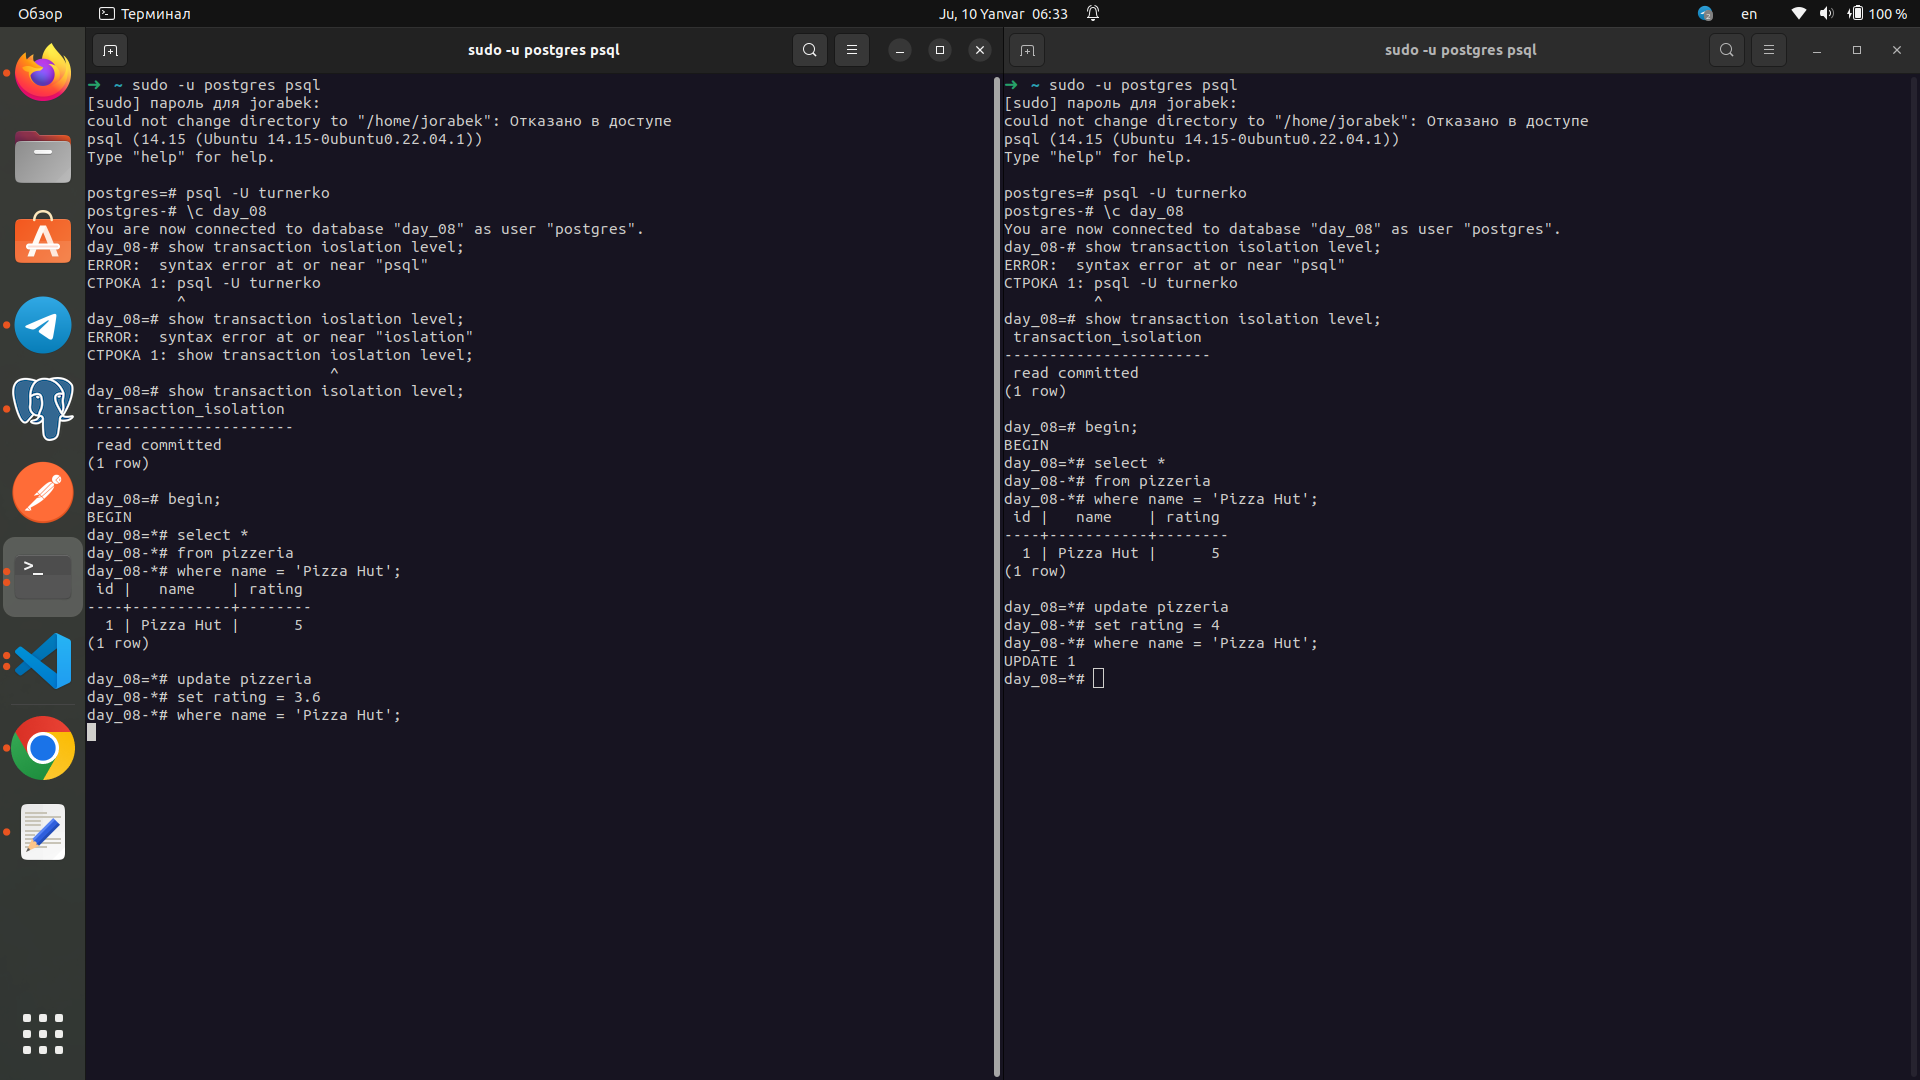 Обзор
Терминал
Ju, 10 Yanvar 06:33
en
100 %
sudo -u postgres psql
➜ ~ sudo -u postgres psql
[sudo] пароль для jorabek:
could not change directory to "/home/jorabek": Отказано в доступе
psql (14.15 (Ubuntu 14.15-0ubuntu0.22.04.1))
Type "help" for help.
postgres=# psql -U turnerko
postgres-# \c day_08
You are now connected to database "day_08" as user "postgres".
day_08-# show transaction ioslation level;
ERROR:  syntax error at or near "psql"
СТРОКА 1: psql -U turnerko
^
day_08=# show transaction ioslation level;
ERROR:  syntax error at or near "ioslation"
СТРОКА 1: show transaction ioslation level;
^
day_08=# show transaction isolation level;
transaction_isolation
-----------------------
read committed
(1 row)
day_08=# begin;
BEGIN
day_08=*# select *
day_08-*# from pizzeria
day_08-*# where name = 'Pizza Hut';
id |   name    | rating
----+-----------+--------
1 | Pizza Hut |      5
(1 row)
day_08=*# update pizzeria
day_08-*# set rating = 3.6
day_08-*# where name = 'Pizza Hut';
sudo -u postgres psql
➜ ~ sudo -u postgres psql
[sudo] пароль для jorabek:
could not change directory to "/home/jorabek": Отказано в доступе
psql (14.15 (Ubuntu 14.15-0ubuntu0.22.04.1))
Type "help" for help.
postgres=# psql -U turnerko
postgres-# \c day_08
You are now connected to database "day_08" as user "postgres".
day_08-# show transaction isolation level;
ERROR:  syntax error at or near "psql"
СТРОКА 1: psql -U turnerko
^
day_08=# show transaction isolation level;
transaction_isolation
-----------------------
read committed
(1 row)
day_08=# begin;
BEGIN
day_08=*# select *
day_08-*# from pizzeria
day_08-*# where name = 'Pizza Hut';
id |   name    | rating
----+-----------+--------
1 | Pizza Hut |      5
(1 row)
day_08=*# update pizzeria
day_08-*# set rating = 4
day_08-*# where name = 'Pizza Hut';
UPDATE 1
day_08=*#